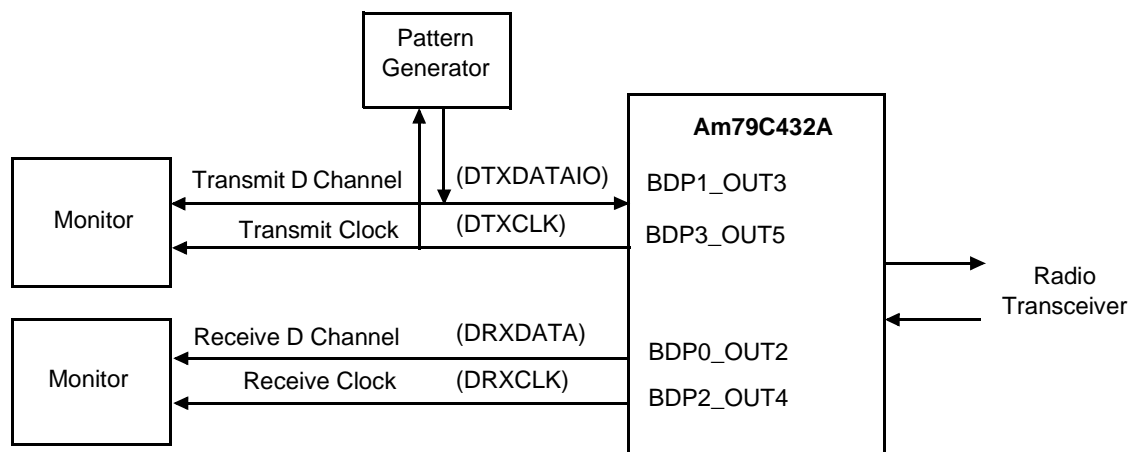 Pattern
Generator
Am79C432A
Transmit D Channel (DTXDATAIO) BDP1_OUT3
Monitor
Transmit Clock (DTXCLK) BDP3_OUT5
Radio
Transceiver
Receive D Channel (DRXDATA) BDP0_OUT2
Monitor
Receive Clock (DRXCLK) BDP2_OUT4